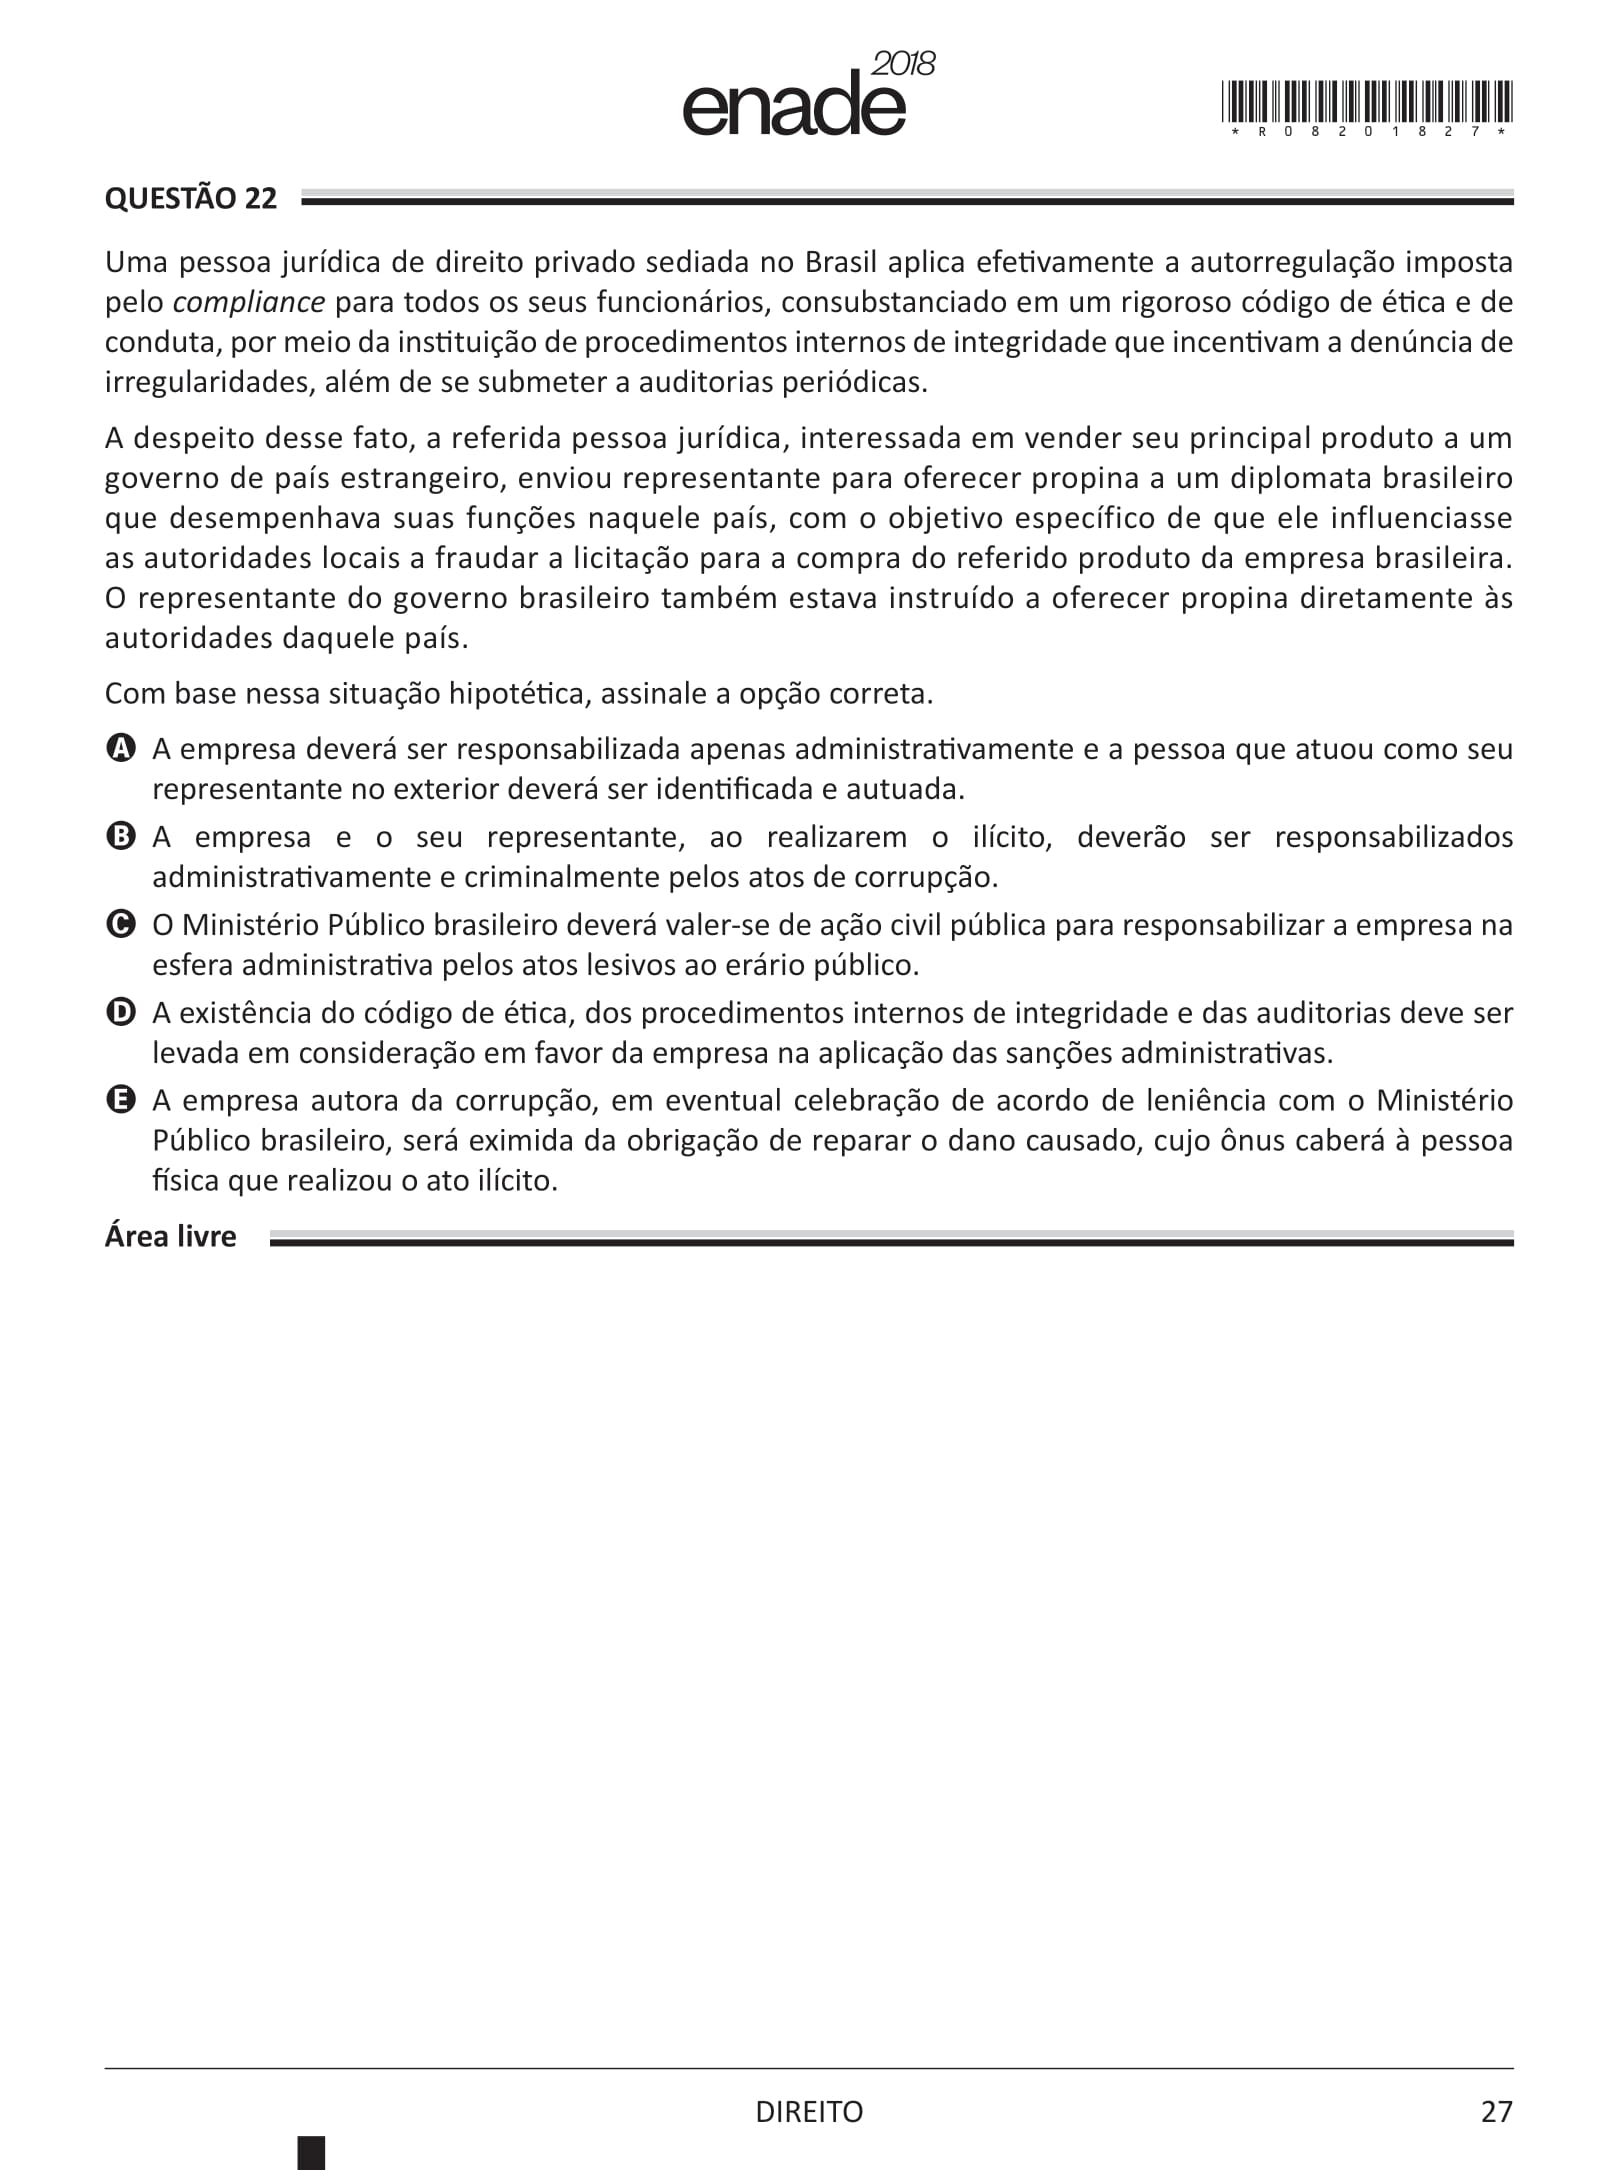 enade 2018
*R08201827*
QUESTÃO 22
Uma pessoa jurídica de direito privado sediada no Brasil aplica efetivamente a autorregulação imposta
pelo compliance para todos os seus funcionários, consubstanciado em um rigoroso código de ética e de
conduta, por meio da instituição de procedimentos internos de integridade que incentivam a denúncia de
irregularidades, além de se submeter a auditorias periódicas.
A despeito desse fato, a referida pessoa jurídica, interessada em vender seu principal produto a um
governo de país estrangeiro, enviou representante para oferecer propina a um diplomata brasileiro
que desempenhava suas funções naquele país, com o objetivo específico de que ele influenciasse
as autoridades locais a fraudar a licitação para a compra do referido produto da empresa brasileira.
O representante do governo brasileiro também estava instruído a oferecer propina diretamente às
autoridades daquele país.
Com base nessa situação hipotética, assinale a opção correta.
A A empresa deverá ser responsabilizada apenas administrativamente e a pessoa que atuou como seu
representante no exterior deverá ser identificada e autuada.
B A empresa e o seu representante, ao realizarem o ilícito, deverão ser responsabilizados
administrativamente e criminalmente pelos atos de corrupção.
C O Ministério Público brasileiro deverá valer-se de ação civil pública para responsabilizar a empresa na
esfera administrativa pelos atos lesivos ao erário público.
D A existência do código de ética, dos procedimentos internos de integridade e das auditorias deve ser
levada em consideração em favor da empresa na aplicação das sanções administrativas.
E A empresa autora da corrupção, em eventual celebração de acordo de leniência com o Ministério
Público brasileiro, será eximida da obrigação de reparar o dano causado, cujo ônus caberá à pessoa
física que realizou o ato ilícito.
Área livre
DIREITO
27